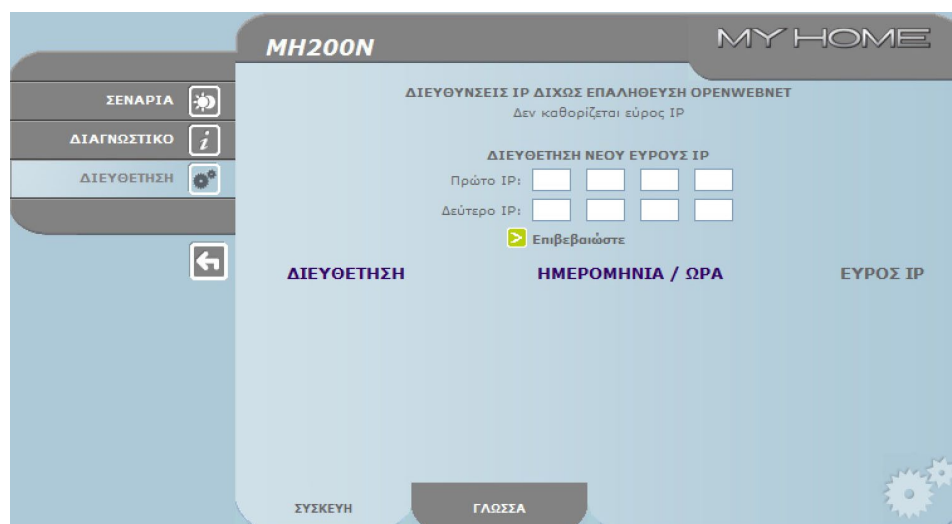 MH200N
MY HOME
ΣΕΝΑΡΙΑ
ΔΙΑΓΝΩΣΤΙΚΟ
ΔΙΕΥΘΕΤΗΣΗ
ΔΙΕΥΘΥΝΣΕΙΣ IP ΔΙΧΩΣ ΕΠΑΛΗΘΕΥΣΗ OPENWEBNET
Δεν καθορίζεται εύρος IP
ΔΙΕΥΘΕΤΗΣΗ ΝΕΟΥ ΕΥΡΟΥΣ IP
Πρώτο IP:
Δεύτερο IP:
Επιβεβαιώστε
ΔΙΕΥΘΕΤΗΣΗ ΗΜΕΡΟΜΗΝΙΑ / ΩΡΑ ΕΥΡΟΣ IP
ΣΥΣΚΕΥΗ ΓΛΩΣΣΑ